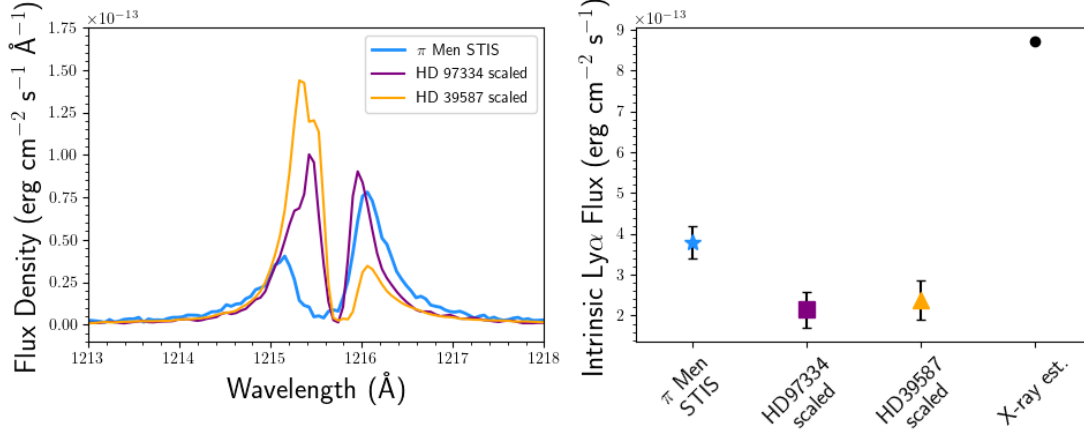 ×10⁻¹³
1.75
1.50
1.25
1.00
0.75
0.50
0.25
0.00
Flux Density (erg cm⁻² s⁻¹ Å⁻¹)
π Men STIS
HD 97334 scaled
HD 39587 scaled
1213 1214 1215 1216 1217 1218
Wavelength (Å)
×10⁻¹³
9
8
7
6
5
4
3
2
Intrinsic Lyα Flux (erg cm⁻² s⁻¹)
π Men
STIS
HD97334
scaled
HD39587
scaled
X-ray est.